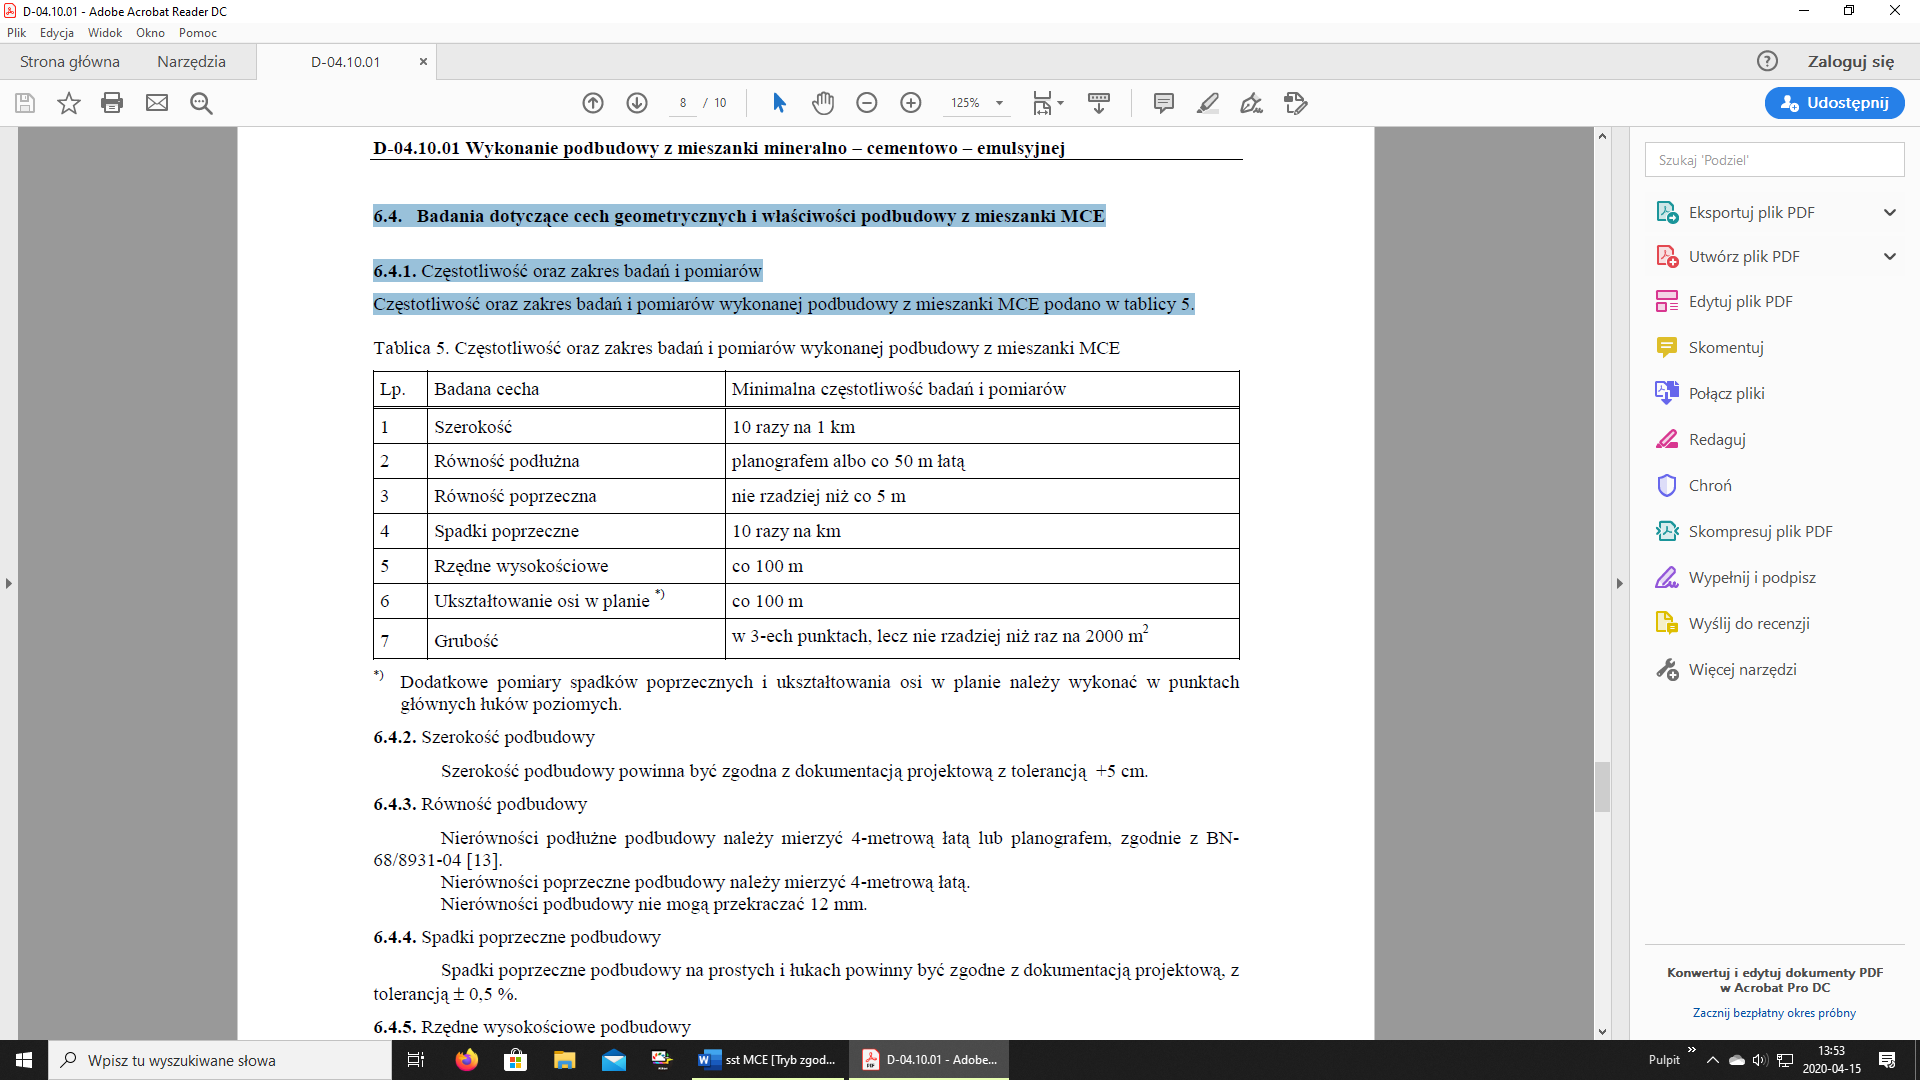 D-04.10.01 - Adobe Acrobat Reader DC
Plik Edycja Widok Okno Pomoc
Strona główna Narzędzia D-04.10.01 Zaloguj się
8 / 10 125% Udostępnij
D-04.10.01 Wykonanie podbudowy z mieszanki mineralno – cementowo – emulsyjnej
6.4. Badania dotyczące cech geometrycznych i właściwości podbudowy z mieszanki MCE
6.4.1. Częstotliwość oraz zakres badań i pomiarów
Częstotliwość oraz zakres badań i pomiarów wykonanej podbudowy z mieszanki MCE podano w tablicy 5.
Tablica 5. Częstotliwość oraz zakres badań i pomiarów wykonanej podbudowy z mieszanki MCE
Lp. Badana cecha Minimalna częstotliwość badań i pomiarów
1 Szerokość 10 razy na 1 km
2 Równość podłużna planografem albo co 50 m łatą
3 Równość poprzeczna nie rzadziej niż co 5 m
4 Spadki poprzeczne 10 razy na km
5 Rzędne wysokościowe co 100 m
6 Ukształtowanie osi w planie *) co 100 m
7 Grubość w 3-ech punktach, lecz nie rzadziej niż raz na 2000 m2
*) Dodatkowe pomiary spadków poprzecznych i ukształtowania osi w planie należy wykonać w punktach
głównych łuków poziomych.
6.4.2. Szerokość podbudowy
Szerokość podbudowy powinna być zgodna z dokumentacją projektową z tolerancją +5 cm.
6.4.3. Równość podbudowy
Nierówności podłużne podbudowy należy mierzyć 4-metrową łatą lub planografem, zgodnie z BN-
68/8931-04 [13].
Nierówności poprzeczne podbudowy należy mierzyć 4-metrową łatą.
Nierówności podbudowy nie mogą przekraczać 12 mm.
6.4.4. Spadki poprzeczne podbudowy
Spadki poprzeczne podbudowy na prostych i łukach powinny być zgodne z dokumentacją projektową, z
tolerancją ± 0,5 %.
6.4.5. Rzędne wysokościowe podbudowy
Szukaj 'Podziel'
Eksportuj plik PDF
Utwórz plik PDF
Edytuj plik PDF
Skomentuj
Połącz pliki
Redaguj
Chroń
Skompresuj plik PDF
Wypełnij i podpisz
Wyślij do recenzji
Więcej narzędzi
Konwertuj i edytuj dokumenty PDF
w Acrobat Pro DC
Zacznij bezpłatny okres próbny
Wpisz tu wyszukiwane słowa
sst MCE [Tryb zgod...
D-04.10.01 - Adobe...
Pulpit
13:53
2020-04-15